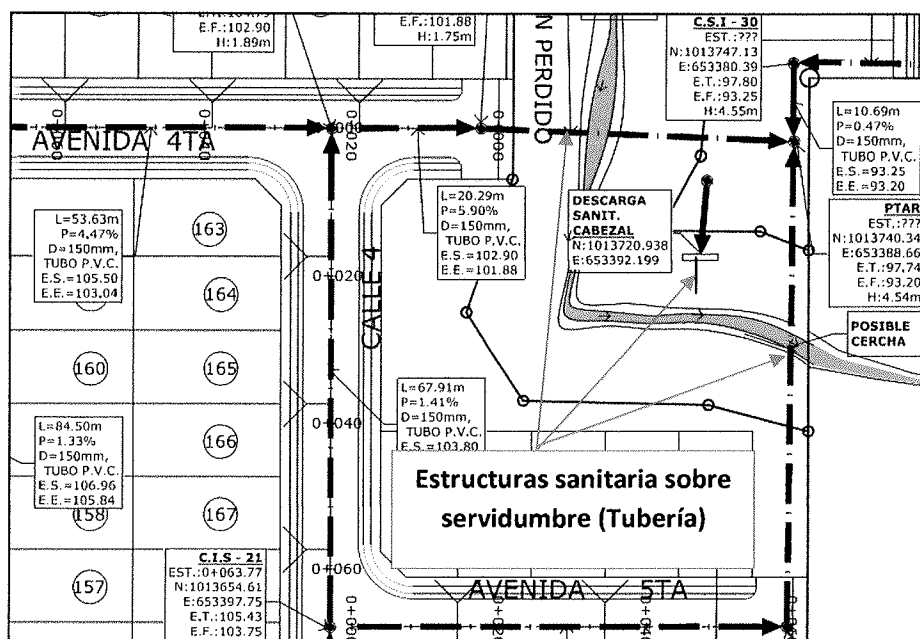 E.F.:102.90
H:1.89m
E.F.:101.88
H:1.75m
N PERDIDO
C.S.I - 30
EST.:???
N:1013747.13
E:653380.39
E.T.:97.80
E.F.:93.25
H:4.55m
L=10.69m
P=0.47%
D=150mm,
TUBO P.V.C.
E.S.=93.25
E.E.=93.20
AVENIDA 4TA
0+020
0+000
L=53.63m
P=4.47%
D=150mm,
TUBO P.V.C.
E.S.=105.50
E.E.=103.04
163
164
160
165
166
158
167
157
L=20.29m
P=5.90%
D=150mm,
TUBO P.V.C.
E.S.=102.90
E.E.=101.88
DESCARGA
SANIT.
CABEZAL
N:1013720.938
E:653392.199
PTAR
EST.:???
N:1013740.34
E:653388.66
E.T.:97.74
E.F.:93.20
H:4.54m
POSIBLE
CERCHA
0+020
CALLE 4
0+040
0+060
L=67.91m
P=1.41%
D=150mm,
TUBO P.V.C.
E.S.=103.80
L=84.50m
P=1.33%
D=150mm,
TUBO P.V.C.
E.S.=106.96
E.E.=105.84
Estructuras sanitaria sobre
servidumbre (Tubería)
C.I.S - 21
EST.:0+063.77
N:1013654.61
E:653397.75
E.T.:105.43
E.F.:103.75
AVENIDA 5TA